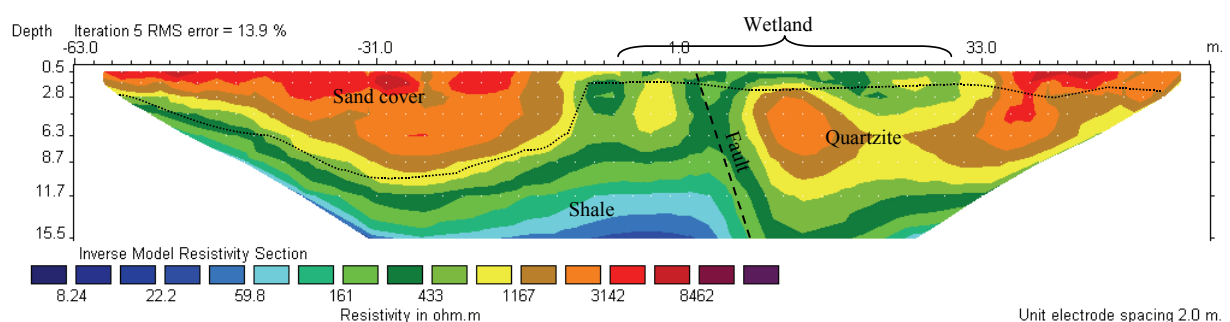 Wetland
Depth Iteration 5 RMS error = 13.9 %
-63.0 -31.0 1.0 33.0 m.
0.5
2.8
6.3
8.7
11.7
15.5
Sand cover
Fault
Quartzite
Shale
Inverse Model Resistivity Section
8.24 22.2 59.8 161 433 1167 3142 8462
Resistivity in ohm.m
Unit electrode spacing 2.0 m.